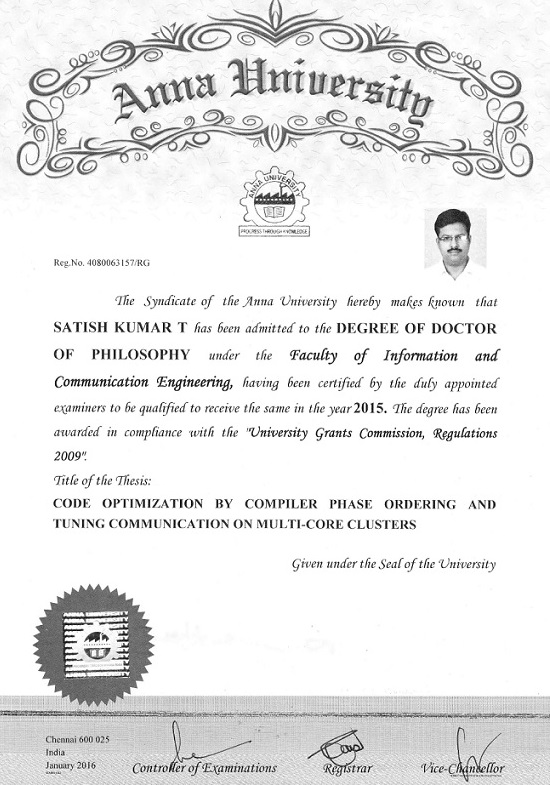 Anna University
ANNA UNIVERSITY
PROGRESS THROUGH KNOWLEDGE
Reg.No. 4080063157/RG
The Syndicate of the Anna University hereby makes known that
SATISH KUMAR T has been admitted to the DEGREE OF DOCTOR
OF PHILOSOPHY under the Faculty of Information and
Communication Engineering, having been certified by the duly appointed
examiners to be qualified to receive the same in the year 2015. The degree has been
awarded in compliance with the "University Grants Commission, Regulations
2009".
Title of the Thesis:
CODE OPTIMIZATION BY COMPILER PHASE ORDERING AND
TUNING COMMUNICATION ON MULTI-CORE CLUSTERS
Given under the Seal of the University
Chennai 600 025
India
January 2016
Controller of Examinations
Registrar
Vice-Chancellor